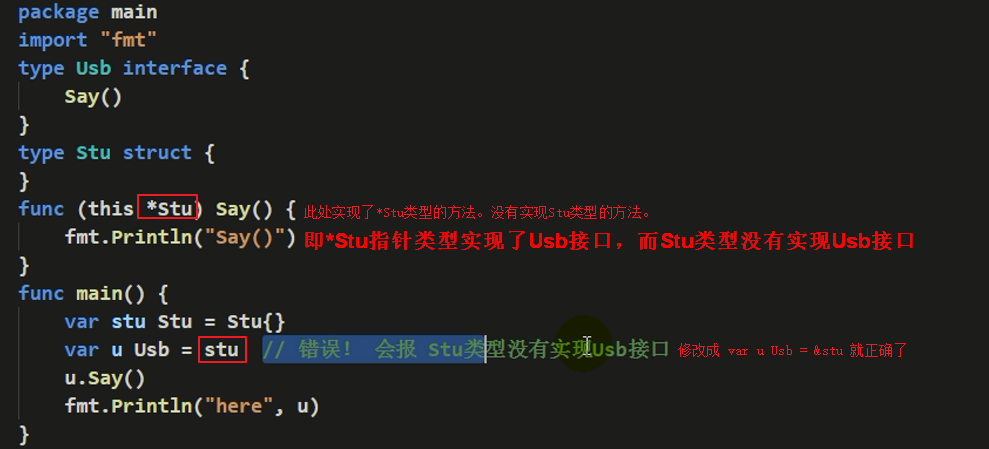 package main
import "fmt"
type Usb interface {
Say()
}
type Stu struct {
}
func (this *Stu) Say() { 此处实现了*Stu类型的方法。没有实现Stu类型的方法。
fmt.Println("Say()") 即*Stu指针类型实现了Usb接口，而Stu类型没有实现Usb接口
}
func main() {
var stu Stu = Stu{}
var u Usb = stu // 错误! 会报 Stu类型没有实现Usb接口 修改成 var u Usb = &stu 就正确了
u.Say()
fmt.Println("here", u)
}